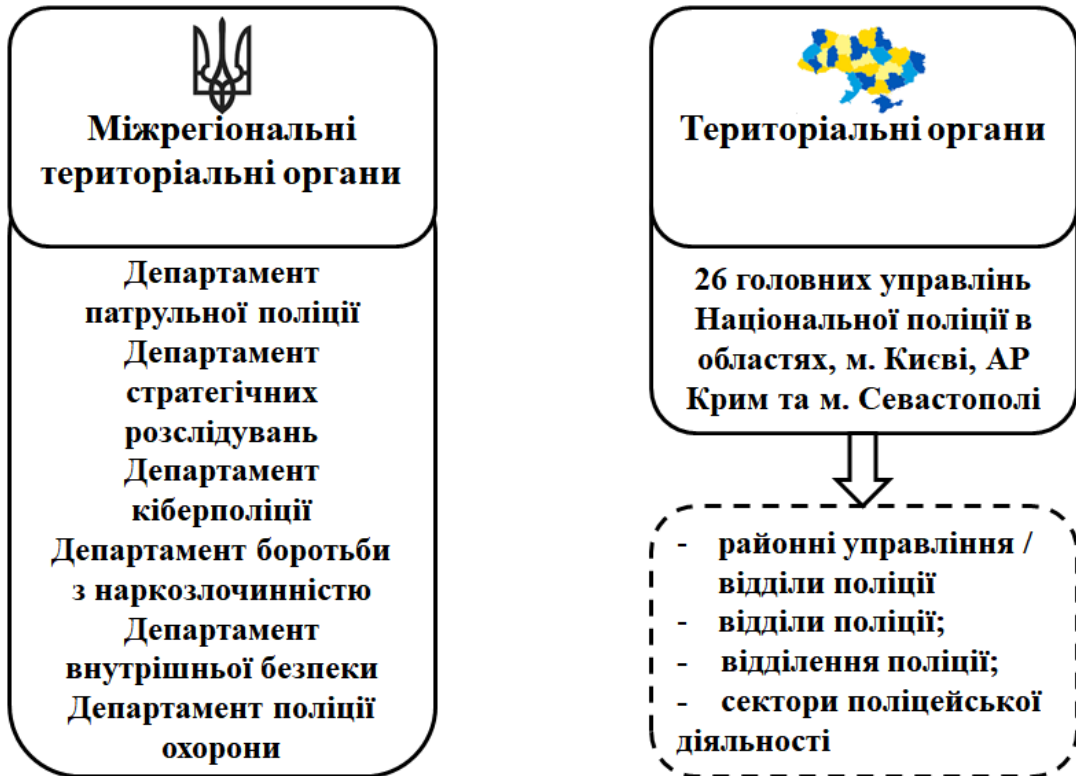 Міжрегіональні
територіальні органи
Департамент
патрульної поліції
Департамент
стратегічних
розслідувань
Департамент
кіберполіції
Департамент боротьби
з наркозлочинністю
Департамент
внутрішньої безпеки
Департамент поліції
охорони
Територіальні органи
26 головних управлінь
Національної поліції в
областях, м. Києві, АР
Крим та м. Севастополі
- районні управління /
відділи поліції
- відділи поліції;
- відділення поліції;
- сектори поліцейської
діяльності